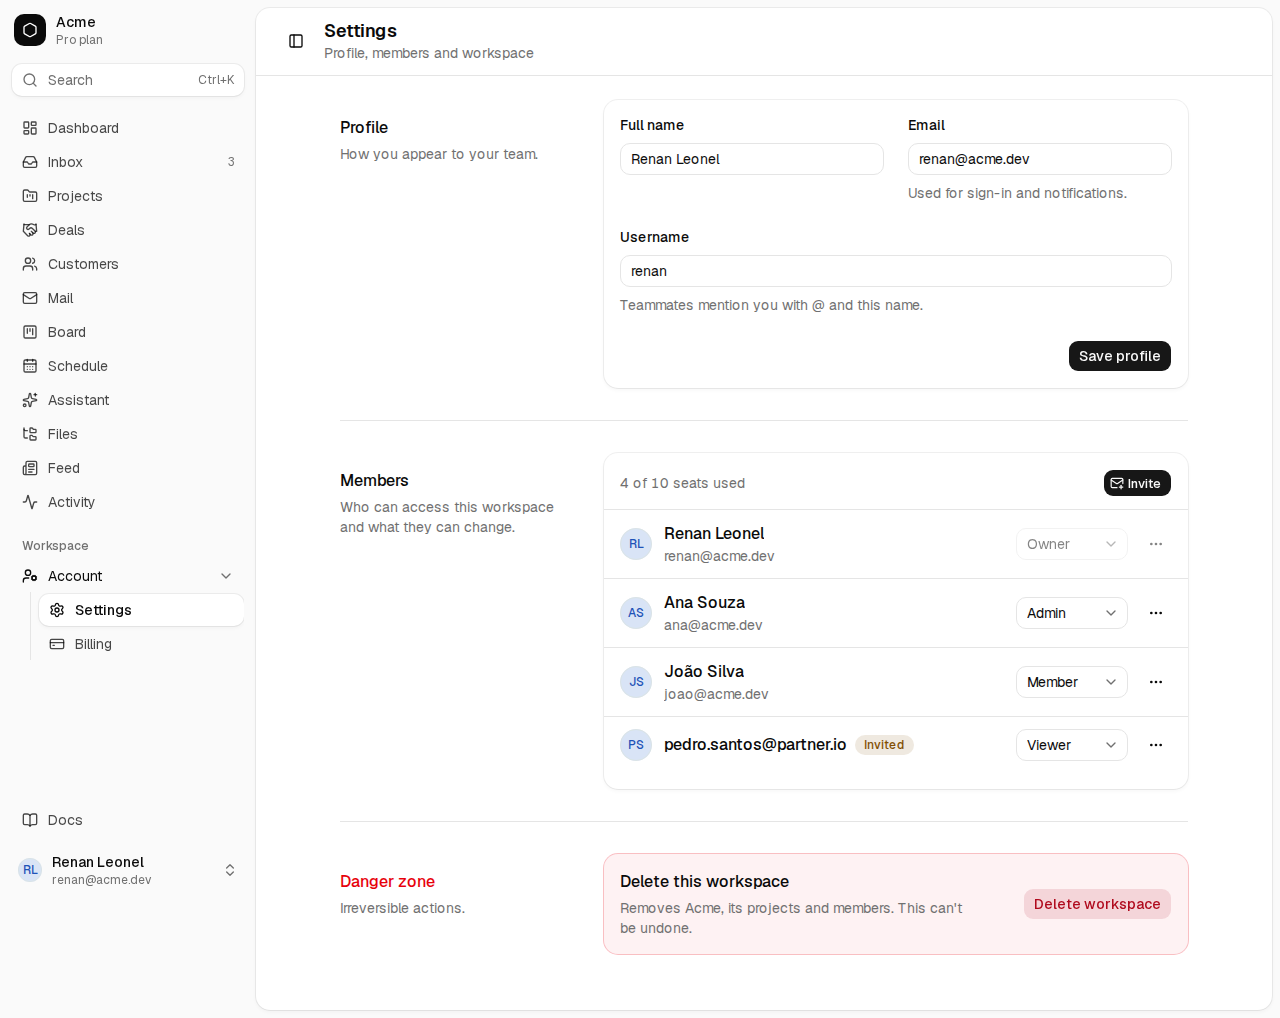 Acme
Pro plan
Search
Ctrl+K
Dashboard
Inbox
3
Projects
Deals
Customers
Mail
Board
Schedule
Assistant
Files
Feed
Activity
Workspace
Account
Settings
Billing
Docs
RL
Renan Leonel
renan@acme.dev
Settings
Profile, members and workspace
Profile
How you appear to your team.
Full name
Renan Leonel
Email
renan@acme.dev
Used for sign-in and notifications.
Username
renan
Teammates mention you with @ and this name.
Save profile
Members
Who can access this workspace
and what they can change.
4 of 10 seats used
Invite
RL
Renan Leonel
renan@acme.dev
Owner
AS
Ana Souza
ana@acme.dev
Admin
JS
João Silva
joao@acme.dev
Member
PS
pedro.santos@partner.io
Invited
Viewer
Danger zone
Irreversible actions.
Delete this workspace
Removes Acme, its projects and members. This can't
be undone.
Delete workspace